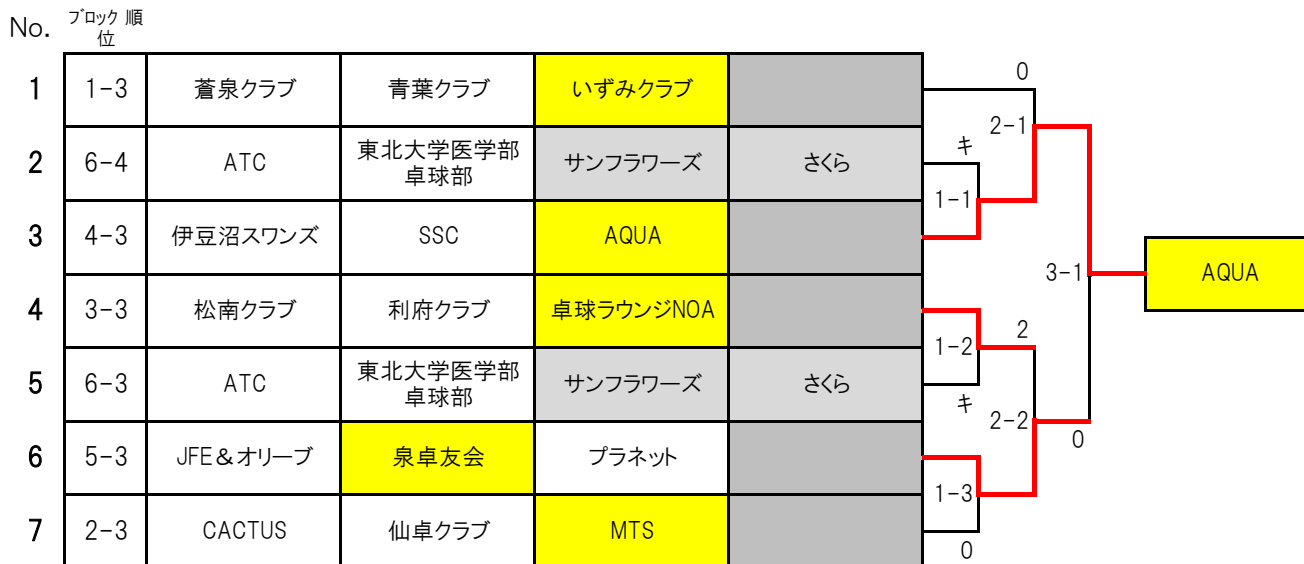 No.
ブロック 順
位
1 1-3 蒼泉クラブ 青葉クラブ いずみクラブ
2 6-4 ATC 東北大学医学部
卓球部 サンフラワーズ さくら
3 4-3 伊豆沼スワンズ SSC AQUA
4 3-3 松南クラブ 利府クラブ 卓球ラウンジNOA
5 6-3 ATC 東北大学医学部
卓球部 サンフラワーズ さくら
6 5-3 JFE＆オリーブ 泉卓友会 プラネット
7 2-3 CACTUS 仙卓クラブ MTS
0
2-1
キ
1-1
3-1
AQUA
1-2
2
キ
2-2
0
1-3
0